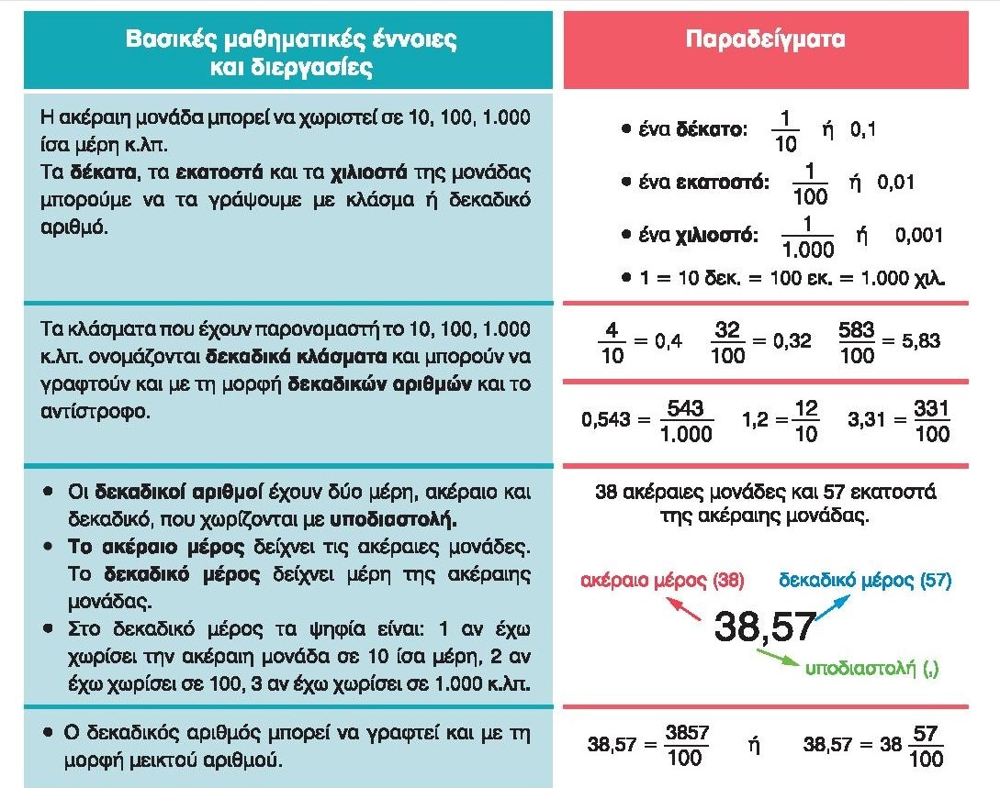 Βασικές μαθηματικές έννοιες
και διεργασίες
Παραδείγματα
Η ακέραιη μονάδα μπορεί να χωριστεί σε 10, 100, 1.000
ίσα μέρη κ.λπ.
Τα δέκατα, τα εκατοστά και τα χιλιοστά της μονάδας
μπορούμε να τα γράψουμε με κλάσμα ή δεκαδικό
αριθμό.
• ένα δέκατο: 1/10 ή 0,1
• ένα εκατοστό: 1/100 ή 0,01
• ένα χιλιοστό: 1/1.000 ή 0,001
• 1 = 10 δεκ. = 100 εκ. = 1.000 χιλ.
Τα κλάσματα που έχουν παρονομαστή το 10, 100, 1.000
κ.λπ. ονομάζονται δεκαδικά κλάσματα και μπορούν να
γραφτούν και με τη μορφή δεκαδικών αριθμών και το
αντίστροφο.
4/10 = 0,4 32/100 = 0,32 583/100 = 5,83
0,543 = 543/1.000 1,2 = 12/10 3,31 = 331/100
• Οι δεκαδικοί αριθμοί έχουν δύο μέρη, ακέραιο και
δεκαδικό, που χωρίζονται με υποδιαστολή.
• Το ακέραιο μέρος δείχνει τις ακέραιες μονάδες.
Το δεκαδικό μέρος δείχνει μέρη της ακέραιης
μονάδας.
• Στο δεκαδικό μέρος τα ψηφία είναι: 1 αν έχω
χωρίσει την ακέραιη μονάδα σε 10 ίσα μέρη, 2 αν
έχω χωρίσει σε 100, 3 αν έχω χωρίσει σε 1.000 κ.λπ.
38 ακέραιες μονάδες και 57 εκατοστά
της ακέραιης μονάδας.
ακέραιο μέρος (38) δεκαδικό μέρος (57)
38,57
υποδιαστολή (,)
• Ο δεκαδικός αριθμός μπορεί να γραφτεί και με τη
μορφή μεικτού αριθμού.
38,57 = 3857/100 ή 38,57 = 38 57/100